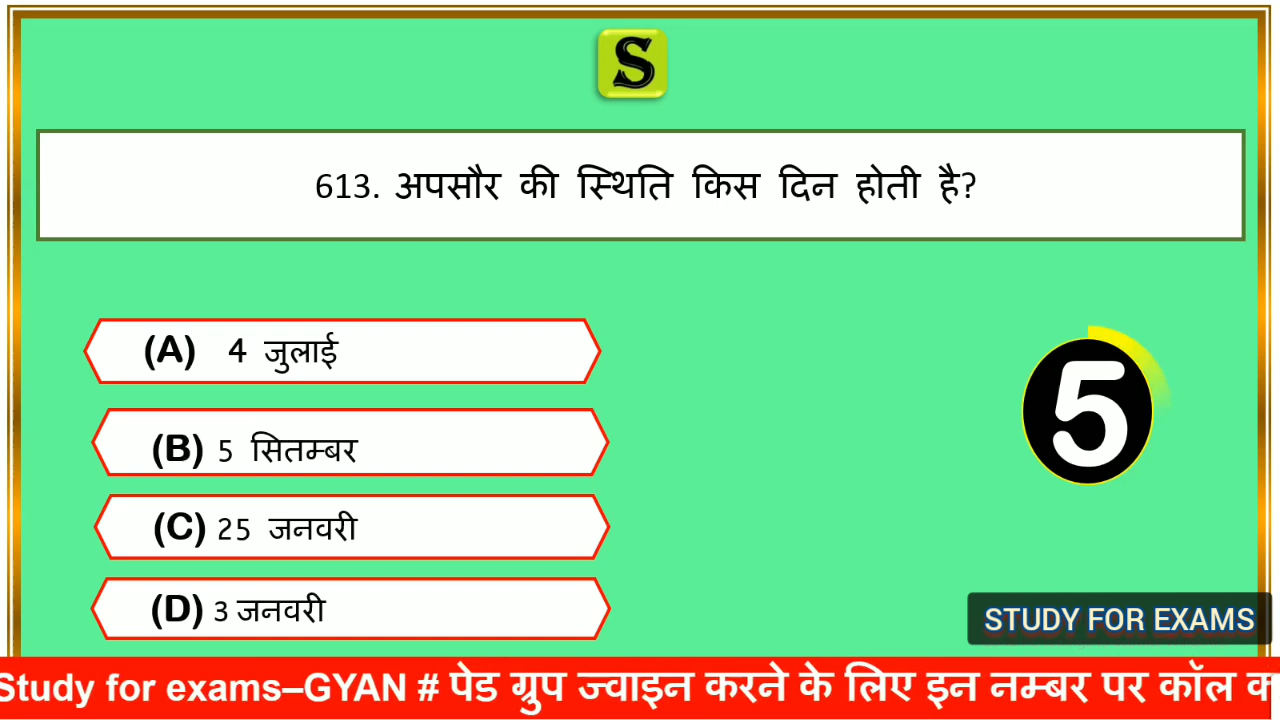 S
613. अपसौर की स्थिति किस दिन होती है?
(A) 4 जुलाई
(B) 5 सितम्बर
(C) 25 जनवरी
(D) 3 जनवरी
5
STUDY FOR EXAMS
Study for exams–GYAN # पेड ग्रुप ज्वाइन करने के लिए इन नम्बर पर कॉल